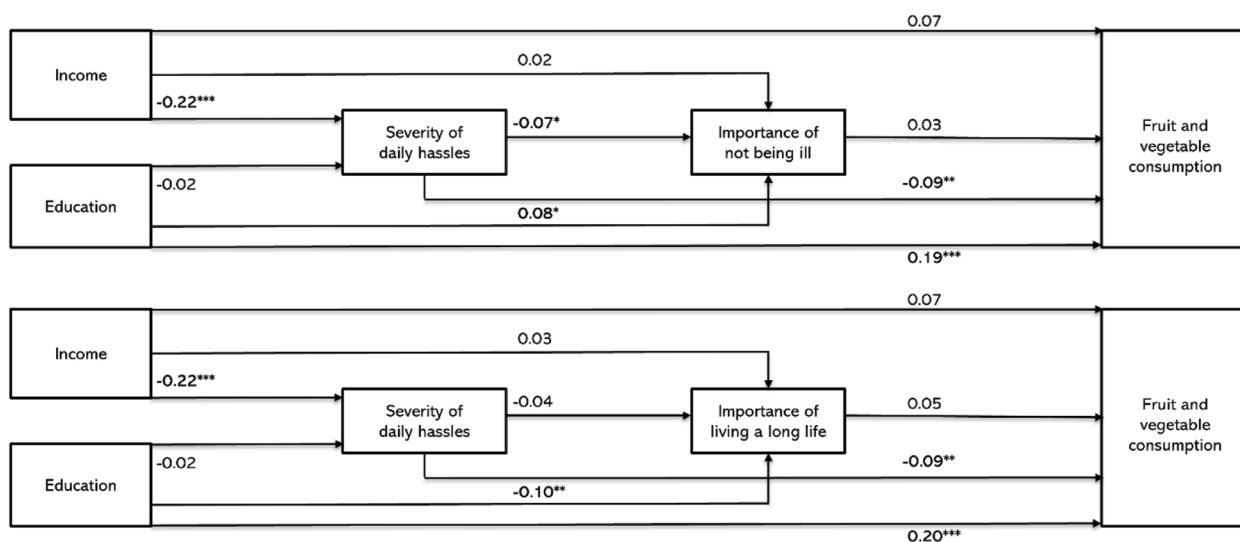 0.07
Income
0.02
-0.22***
Severity of
daily hassles
-0.07*
Importance of
not being ill
0.03
Fruit and
vegetable
consumption
-0.02
-0.09**
Education
0.08*
0.19***
0.07
Income
0.03
-0.22***
Severity of
daily hassles
-0.04
Importance of
living a long life
0.05
Fruit and
vegetable
consumption
-0.02
-0.09**
Education
-0.10**
0.20***